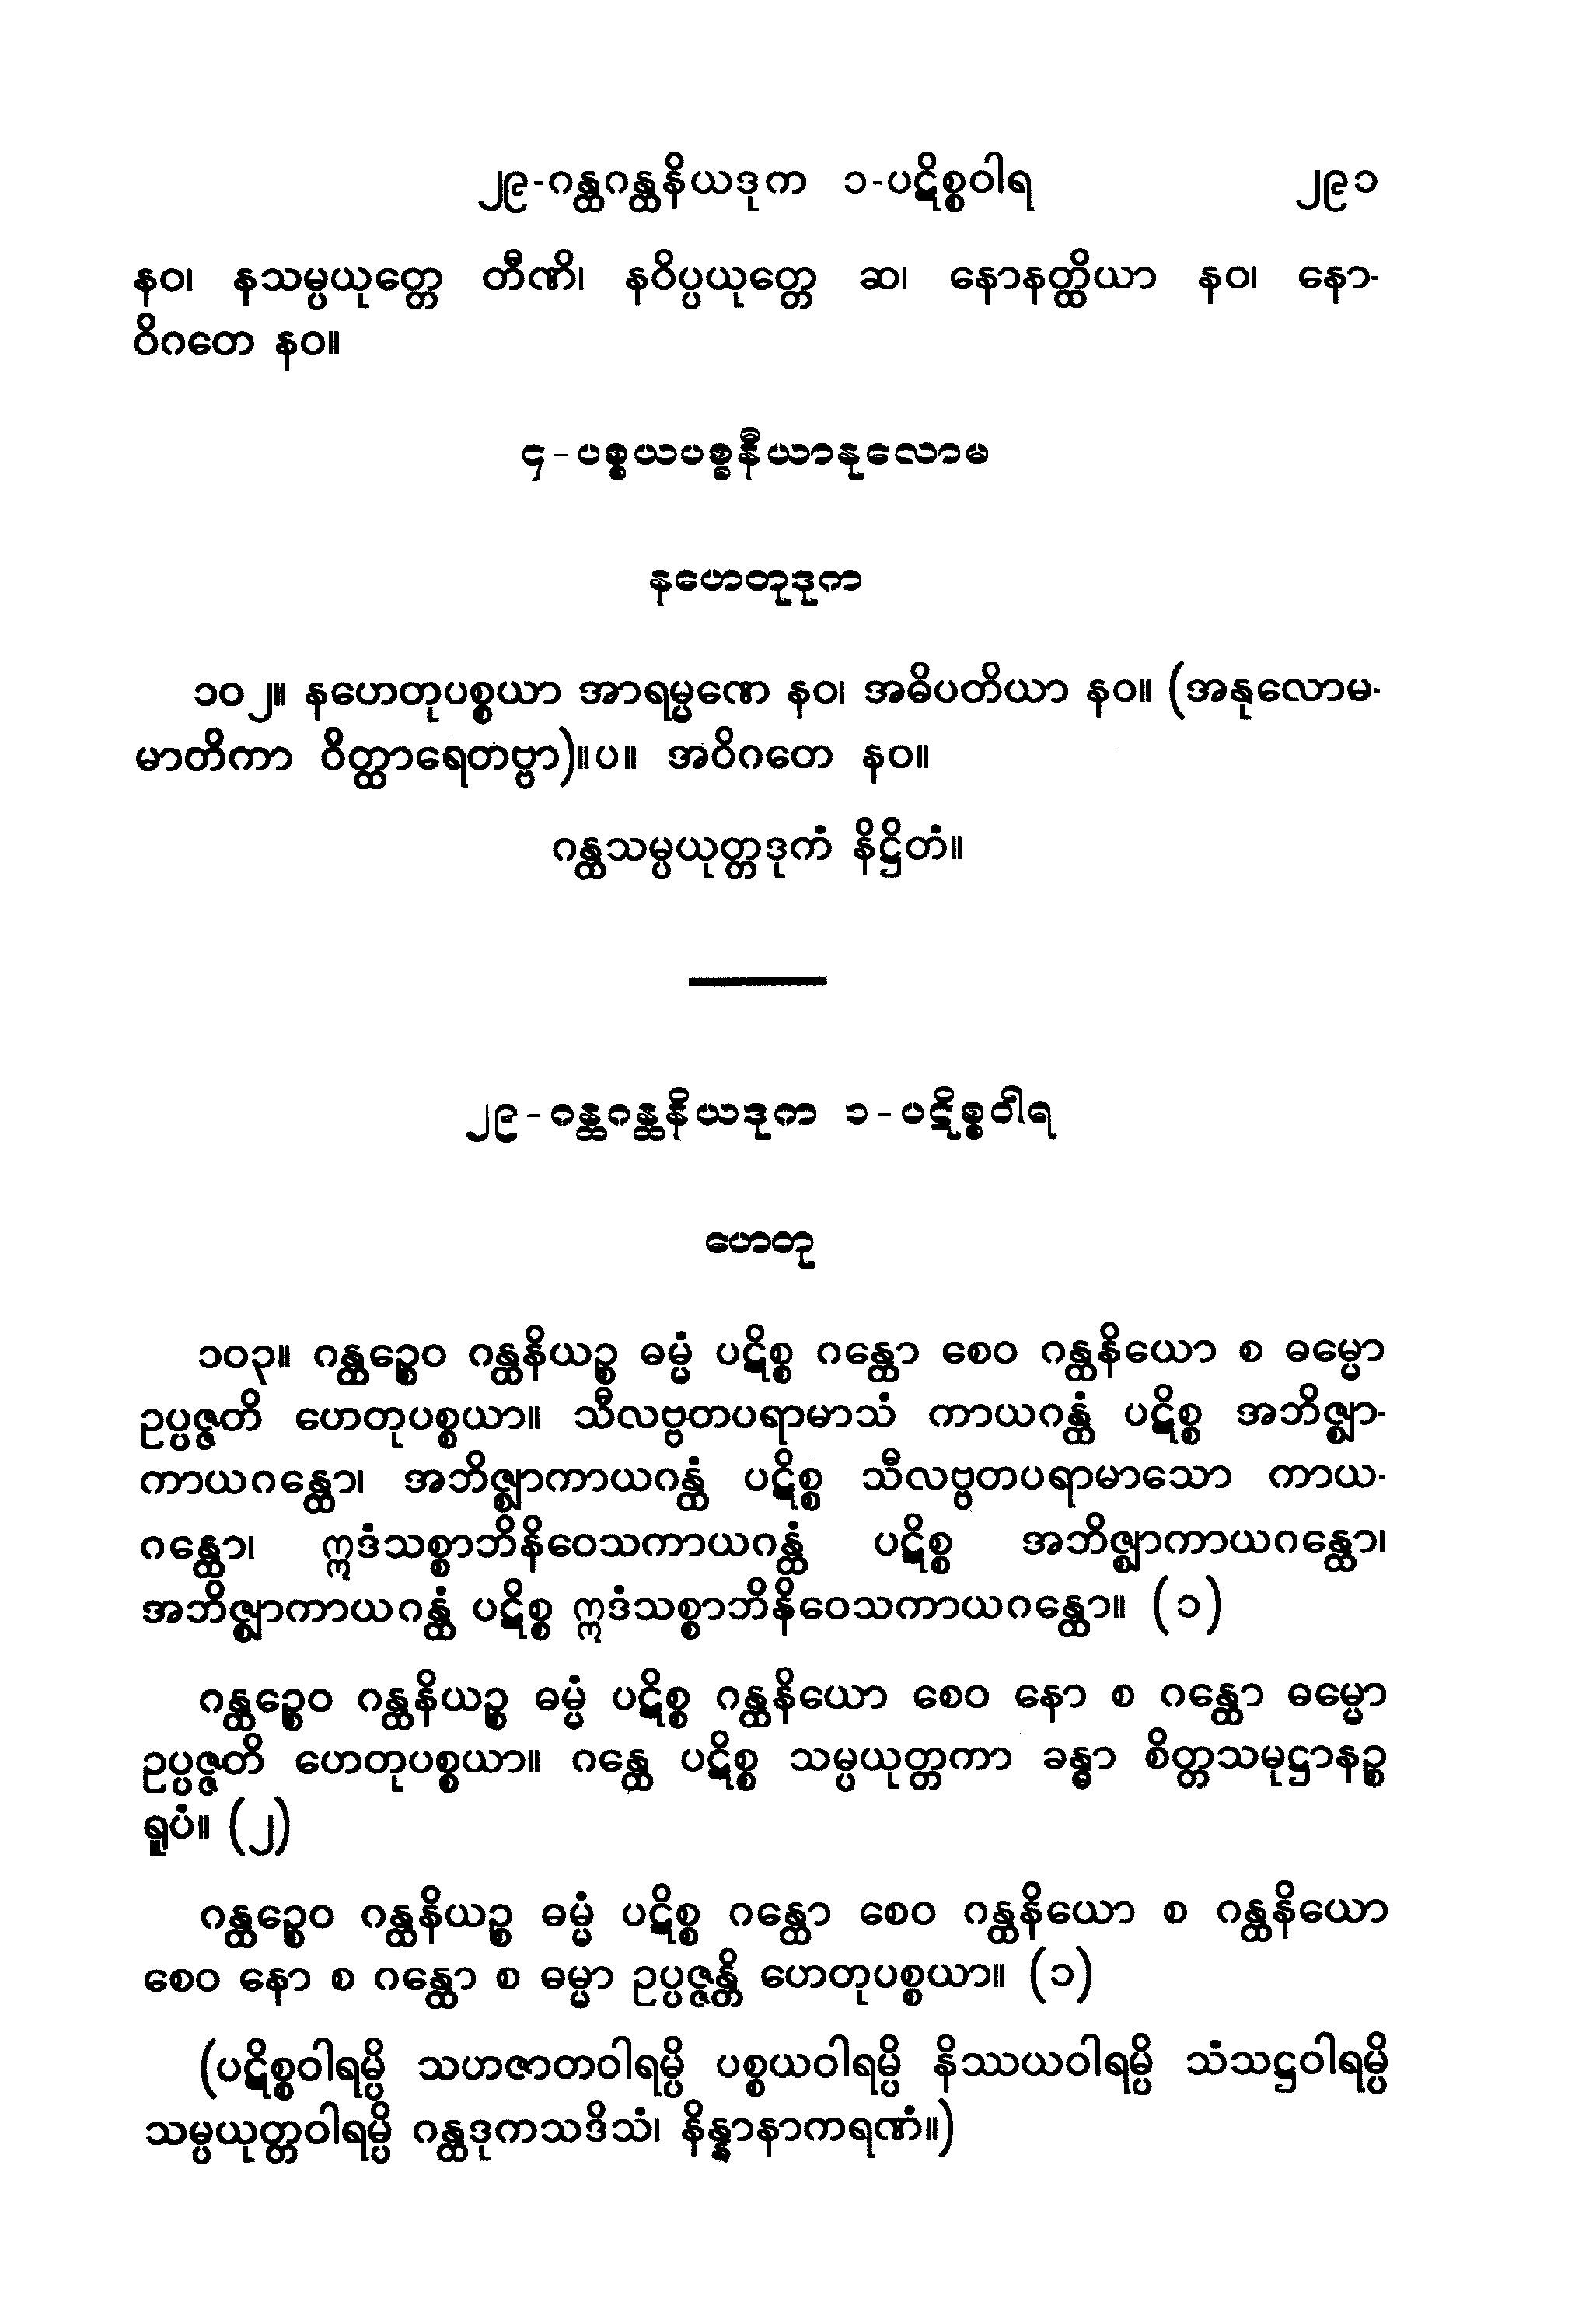 ၂၉-ဂန္ထဂန္ထနိယဒုက ၁-ပဋိစ္စဝါရ ၂၉၁
နဝ၊ နသမ္ပယုတ္တေ တီဏိ၊ နဝိပ္ပယုတ္တေ ဆ၊ နောနတ္ထိယာ နဝ၊ နော-
ဝိဂတေ နဝ။
၄-ပစ္စယပစ္စနီယာနုလောမ
နဟေတုဒုက
၁၀၂။ နဟေတုပစ္စယာ အာရမ္မဏေ နဝ၊ အဓိပတိယာ နဝ။ (အနုလောမ-
မာတိကာ ဝိတ္ထာရေတဗ္ဗာ)။ပ။ အဝိဂတေ နဝ။
ဂန္ထသမ္ပယုတ္တဒုကံ နိဋ္ဌိတံ။
၂၉-ဂန္ထဂန္ထနိယဒုက ၁-ပဋိစ္စဝါရ
ဟေတု
၁၀၃။ ဂန္ထဉ္စေဝ ဂန္ထနိယဉ္စ ဓမ္မံ ပဋိစ္စ ဂန္ထော စေဝ ဂန္ထနိယော စ ဓမ္မော
ဥပ္ပဇ္ဇတိ ဟေတုပစ္စယာ။ သီလဗ္ဗတပရာမာသံ ကာယဂန္ထံ ပဋိစ္စ အဘိဇ္ဈာ-
ကာယဂန္ထော၊ အဘိဇ္ဈာကာယဂန္ထံ ပဋိစ္စ သီလဗ္ဗတပရာမာသော ကာယ-
ဂန္ထော၊ ဣဒံသစ္စာဘိနိဝေသကာယဂန္ထံ ပဋိစ္စ အဘိဇ္ဈာကာယဂန္ထော၊
အဘိဇ္ဈာကာယဂန္ထံ ပဋိစ္စ ဣဒံသစ္စာဘိနိဝေသကာယဂန္ထော။ (၁)
ဂန္ထဉ္စေဝ ဂန္ထနိယဉ္စ ဓမ္မံ ပဋိစ္စ ဂန္ထနိယော စေဝ နော စ ဂန္ထော ဓမ္မော
ဥပ္ပဇ္ဇတိ ဟေတုပစ္စယာ။ ဂန္ထေ ပဋိစ္စ သမ္ပယုတ္တကာ ခန္ဓာ စိတ္တသမုဋ္ဌာနဉ္စ
ရူပံ။ (၂)
ဂန္ထဉ္စေဝ ဂန္ထနိယဉ္စ ဓမ္မံ ပဋိစ္စ ဂန္ထော စေဝ ဂန္ထနိယော စ ဂန္ထနိယော
စေဝ နော စ ဂန္ထော စ ဓမ္မာ ဥပ္ပဇ္ဇန္တိ ဟေတုပစ္စယာ။ (၁)
(ပဋိစ္စဝါရမ္ပိ သဟဇာတဝါရမ္ပိ ပစ္စယဝါရမ္ပိ နိဿယဝါရမ္ပိ သံသဋ္ဌဝါရမ္ပိ
သမ္ပယုတ္တဝါရမ္ပိ ဂန္ထဒုကသဒိသံ၊ နိန္နာနာကရဏံ။)